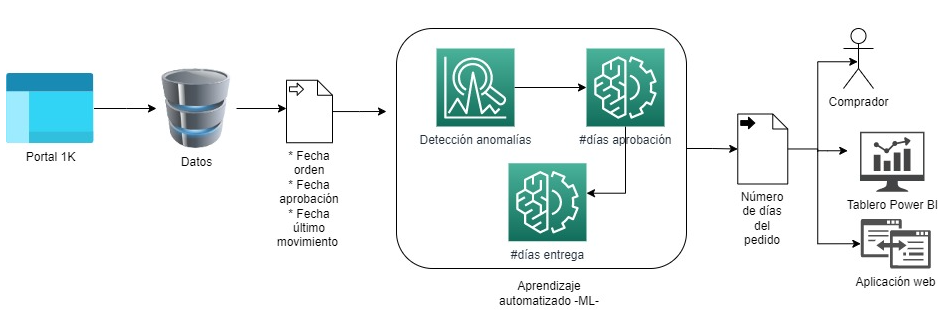 Portal 1K
Datos
* Fecha
orden
* Fecha
aprobación
* Fecha
último
movimiento
Detección anomalías
#días aprobación
#días entrega
Aprendizaje
automatizado -ML-
Número
de días
del
pedido
Comprador
Tablero Power BI
Aplicación web